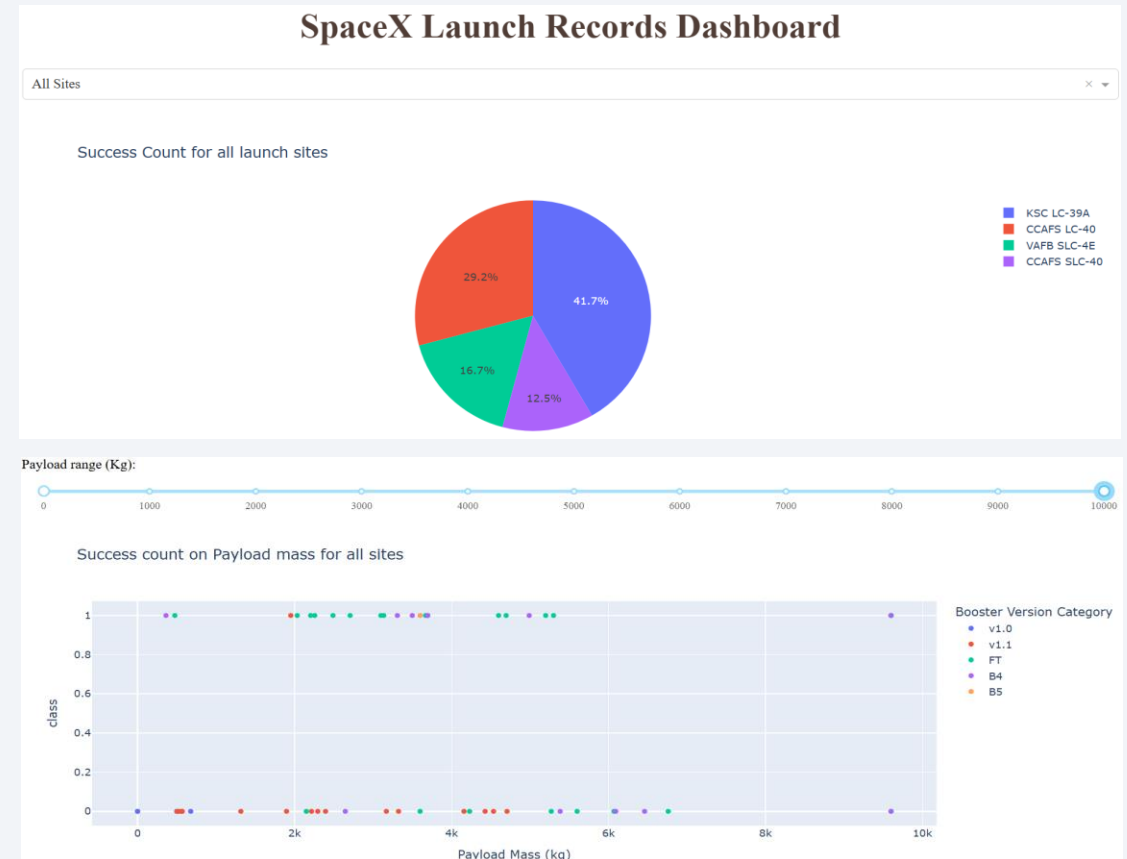 SpaceX Launch Records Dashboard
All Sites
Success Count for all launch sites
KSC LC-39A
CCAFS LC-40
VAFB SLC-4E
CCAFS SLC-40
29.2%
41.7%
16.7%
12.5%
Payload range (Kg):
0 1000 2000 3000 4000 5000 6000 7000 8000 9000 10000
Success count on Payload mass for all sites
Booster Version Category
v1.0
v1.1
FT
B4
B5
1
0.8
0.6
0.4
0.2
0
class
0 2k 4k 6k 8k 10k
Payload Mass (kg)